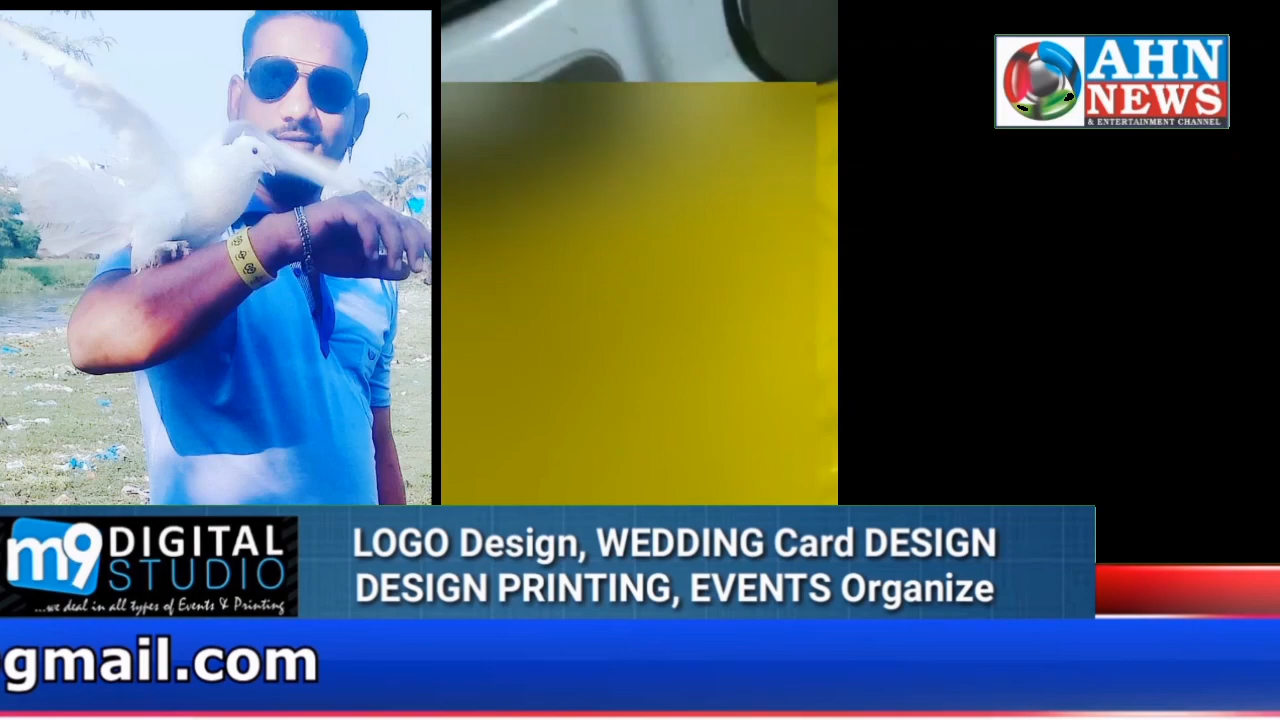 AHN
NEWS
& ENTERTAINMENT CHANNEL
m9 DIGITAL
STUDIO
...we deal in all types of Events & Printing
LOGO Design, WEDDING Card DESIGN
DESIGN PRINTING, EVENTS Organize
gmail.com